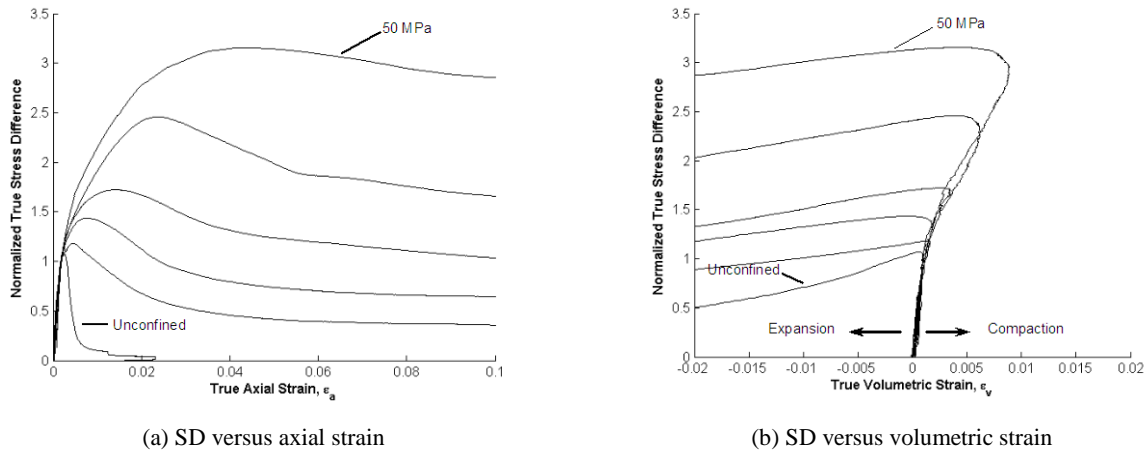 50 MPa
Normalized True Stress Difference
3.5
3
2.5
2
1.5
1
0.5
0
Unconfined
0 0.02 0.04 0.06 0.08 0.1
True Axial Strain, εa
(a) SD versus axial strain
50 MPa
Normalized True Stress Difference
3.5
3
2.5
2
1.5
1
0.5
0
Unconfined
Expansion Compaction
-0.02 -0.015 -0.01 -0.005 0 0.005 0.01 0.015 0.02
True Volumetric Strain, εv
(b) SD versus volumetric strain